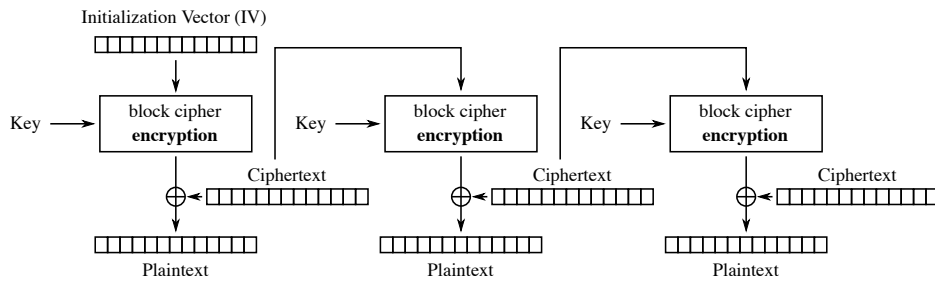 Initialization Vector (IV)
block cipher
encryption
Key
block cipher
encryption
Key
block cipher
encryption
Key
Ciphertext
Ciphertext
Ciphertext
Plaintext
Plaintext
Plaintext